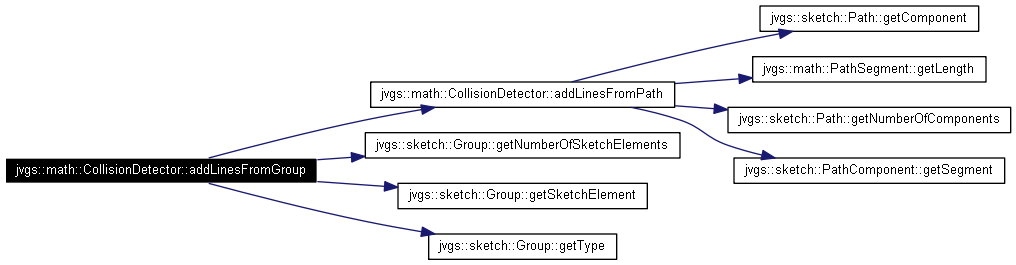 jvgs::math::CollisionDetector::addLinesFromGroup
jvgs::math::CollisionDetector::addLinesFromPath
jvgs::sketch::Path::getComponent
jvgs::math::PathSegment::getLength
jvgs::sketch::Path::getNumberOfComponents
jvgs::sketch::PathComponent::getSegment
jvgs::sketch::Group::getNumberOfSketchElements
jvgs::sketch::Group::getSketchElement
jvgs::sketch::Group::getType